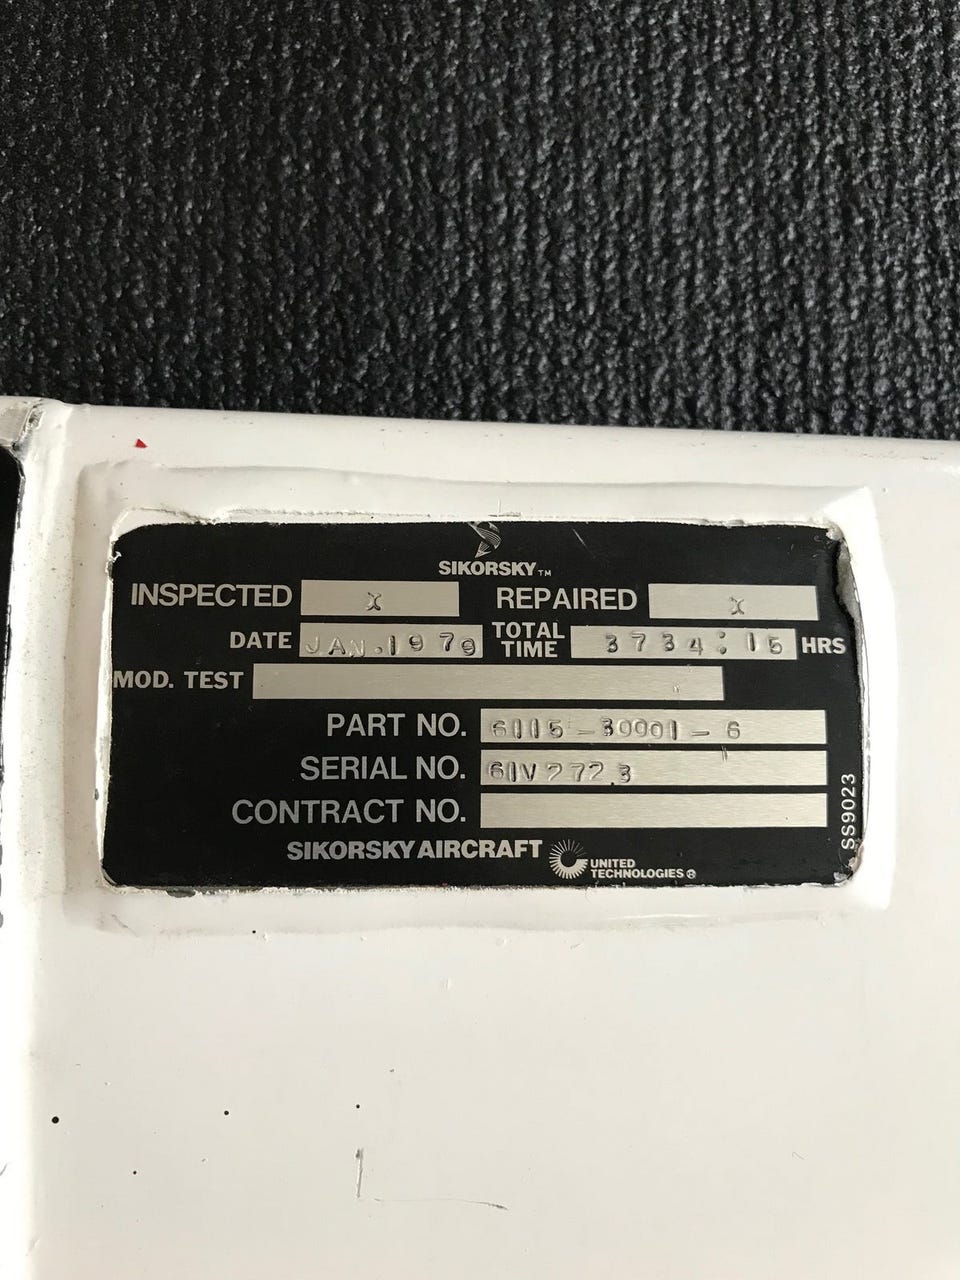 SIKORSKY™
INSPECTED X REPAIRED X
DATE JAN.1979 TOTAL TIME 3734:15 HRS
MOD. TEST
PART NO. 6115-30001-6
SERIAL NO. 61V2723
CONTRACT NO.
SIKORSKY AIRCRAFT UNITED TECHNOLOGIES®
SS9023